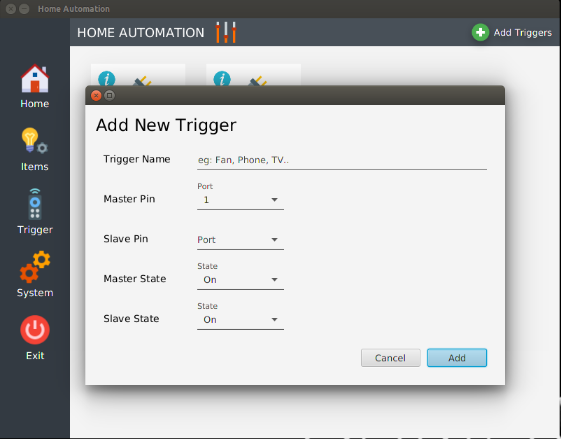 Home Automation
HOME AUTOMATION
Add Triggers
Home
Items
Trigger
System
Exit
Add New Trigger
Trigger Name eg: Fan, Phone, TV..
Port
Master Pin 1
Slave Pin Port
State
Master State On
State
Slave State On
Cancel Add